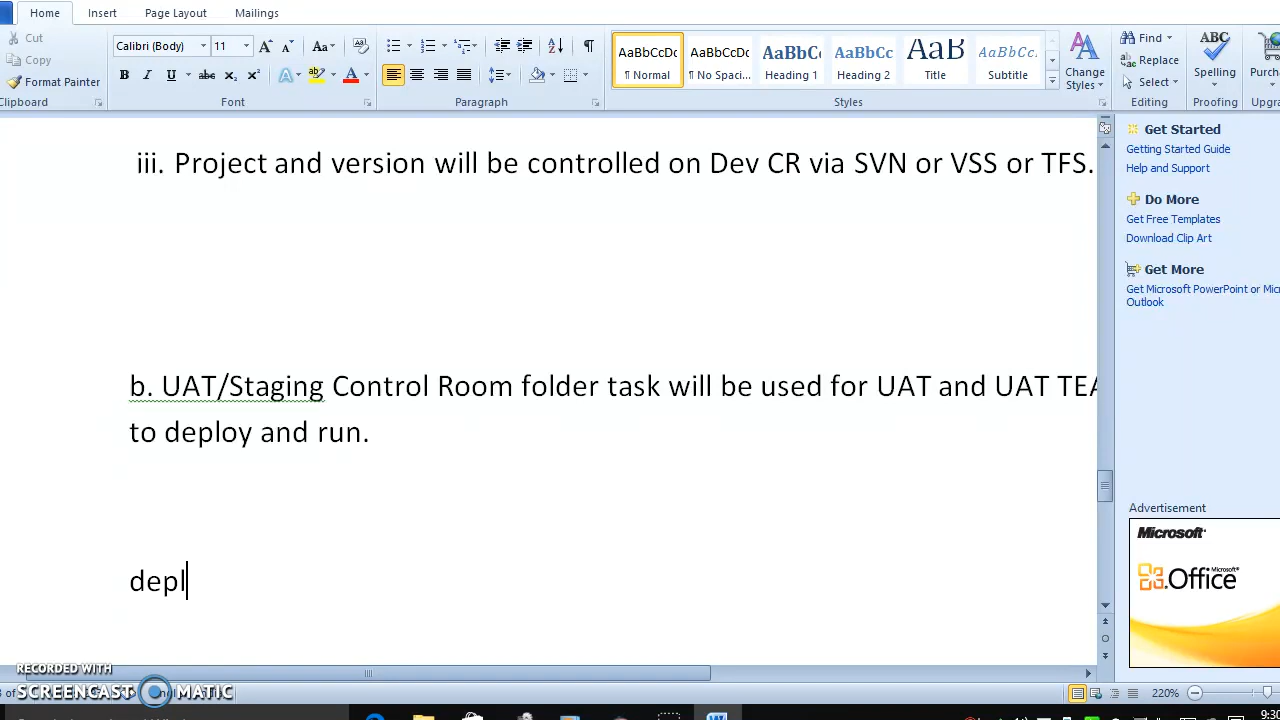 Home Insert Page Layout Mailings
Cut
Copy
Format Painter
Clipboard
Calibri (Body) 11
Font
Paragraph
AaBbCcDc AaBbCcDc AaBbCc AaBbCc AaB AaBbCcDc.
¶ Normal ¶ No Spaci... Heading 1 Heading 2 Title Subtitle
Change
Styles
Styles
Find
Replace
Select
Editing
ABC
Spelling
Proofing
iii. Project and version will be controlled on Dev CR via SVN or VSS or TFS.
b. UAT/Staging Control Room folder task will be used for UAT and UAT
to deploy and run.
depl
Get Started
Getting Started Guide
Help and Support
Do More
Get Free Templates
Download Clip Art
Get More
Get Microsoft PowerPoint or
Outlook
Advertisement
Microsoft
Office
RECORDED WITH
SCREENCAST MATIC
220%